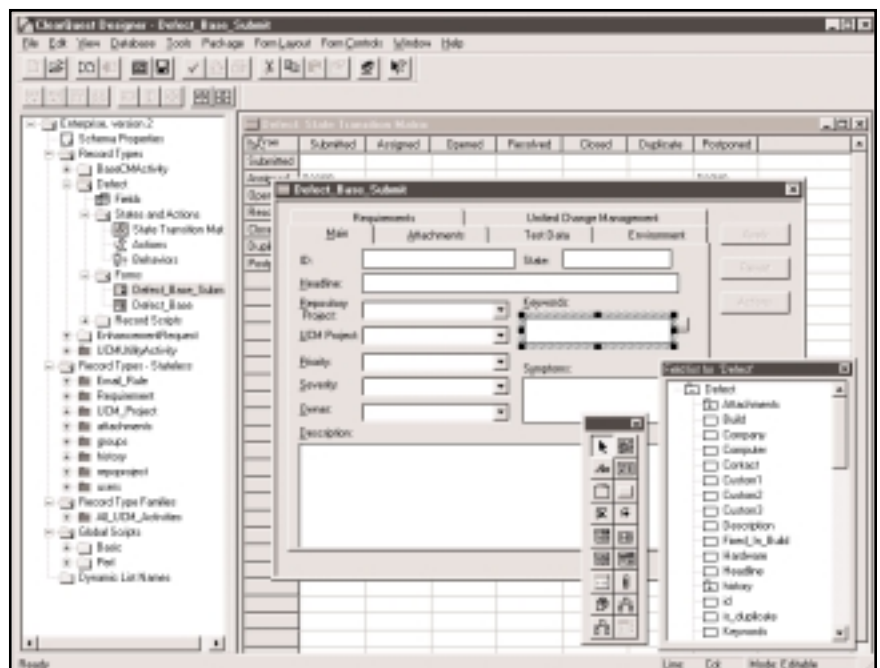 ClearQuest Designer - Defect_Base_Submit
File Edit View Database Tools Package Form Layout Form Controls Window Help
Enterprise, version 2
Schema Properties
Record Types
BaseCMActivity
Defect
Fields
States and Actions
State Transition Mat
Actions
Behaviors
Forms
Defect_Base_Subm
Defect_Base
Record Scripts
EnhancementRequest
UCMUtilityActivity
Record Types - Stateless
Email_Rule
Requirement
UCM_Project
attachments
groups
history
repoproject
users
Record Type Families
All_UCM_Activities
Global Scripts
Basic
Perl
Dynamic List Names
Defect State Transition Matrix
Submitted Assigned Opened Resolved Closed Duplicate Postponed
Submitted
Defect_Base_Submit
Requirements Unified Change Management
Main Attachments Test Data Environment
ID: State:
Headline:
Repository Project: Keywords:
UCM Project:
Priority: Symptoms:
Severity:
Owner:
Description:
Apply
Revert
Actions
Field list for 'Defect'
Defect
Attachments
Build
Company
Computer
Contact
Custom1
Custom2
Custom3
Description
Fixed_In_Build
Hardware
Headline
history
id
is_duplicate
Keywords
Ready
Line: Col: Mode: Editable